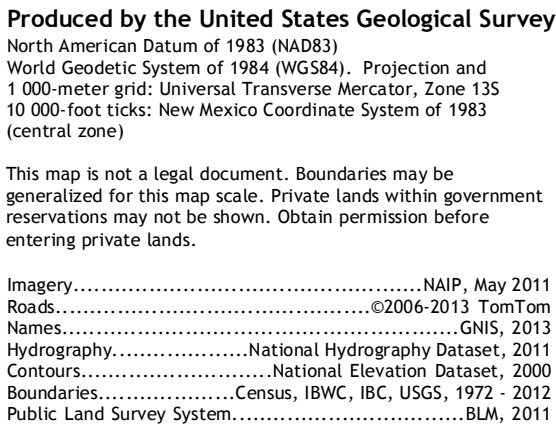 Produced by the United States Geological Survey
North American Datum of 1983 (NAD83)
World Geodetic System of 1984 (WGS84).  Projection and
1 000-meter grid: Universal Transverse Mercator, Zone 13S
10 000-foot ticks: New Mexico Coordinate System of 1983
(central zone)
This map is not a legal document. Boundaries may be
generalized for this map scale. Private lands within government
reservations may not be shown. Obtain permission before
entering private lands.
Imagery..................................................NAIP, May 2011
Roads..............................................©2006-2013 TomTom
Names.........................................................GNIS, 2013
Hydrography....................National Hydrography Dataset, 2011
Contours............................National Elevation Dataset, 2000
Boundaries....................Census, IBWC, IBC, USGS, 1972 - 2012
Public Land Survey System..................................BLM, 2011